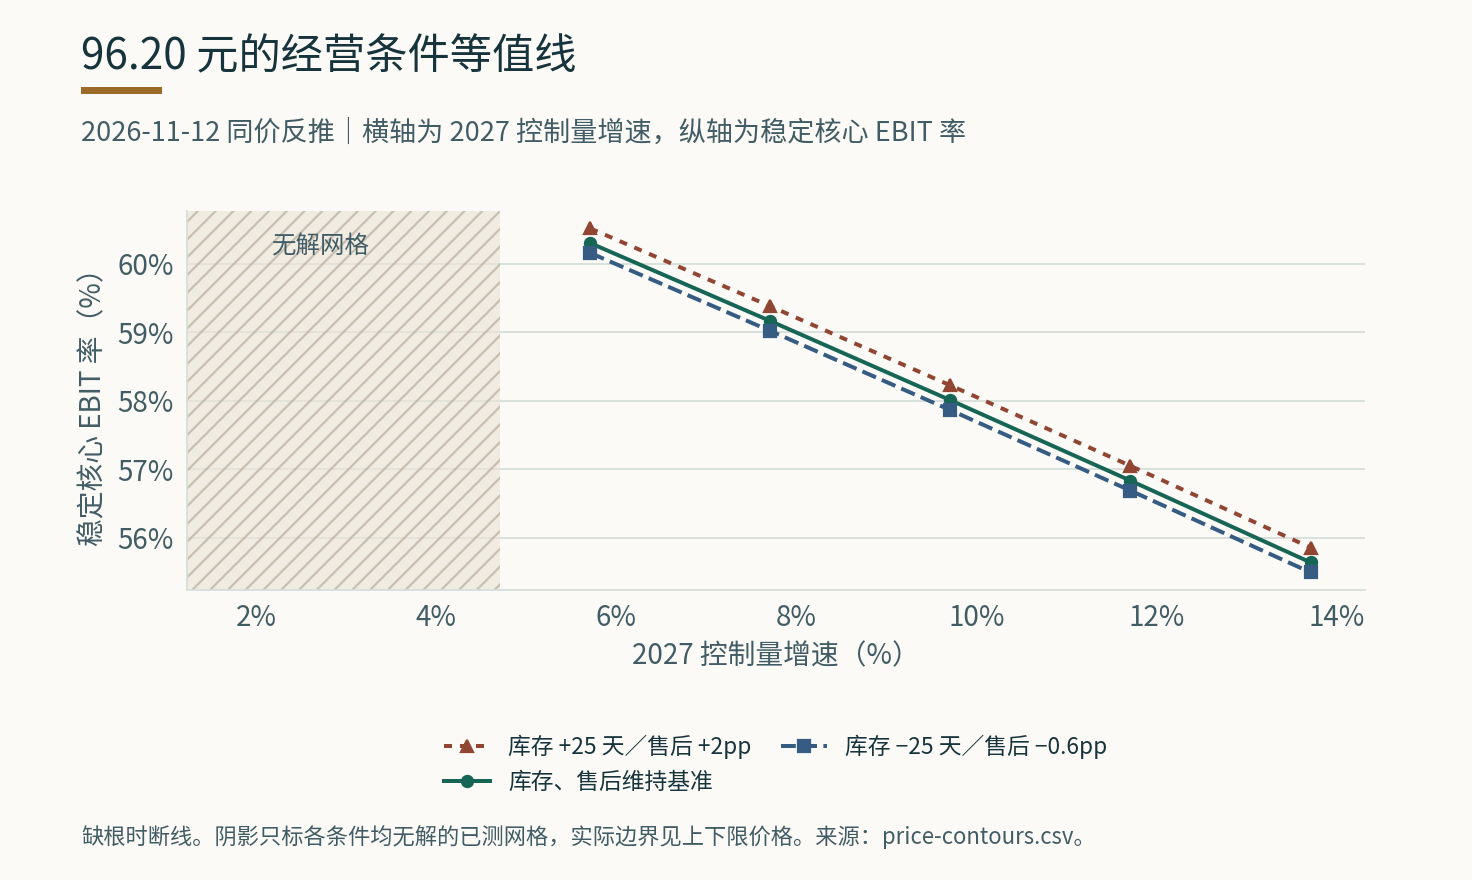 96.20 元的经营条件等值线
2026-11-12 同价反推｜横轴为 2027 控制量增速，纵轴为稳定核心 EBIT 率
稳定核心 EBIT 率（%）
无解网格
60%
59%
58%
57%
56%
2%
4%
6%
8%
10%
12%
14%
2027 控制量增速（%）
库存 +25 天／售后 +2pp
库存 −25 天／售后 −0.6pp
库存、售后维持基准
缺根时断线。阴影只标各条件均无解的已测网格，实际边界见上下限价格。来源：price-contours.csv。